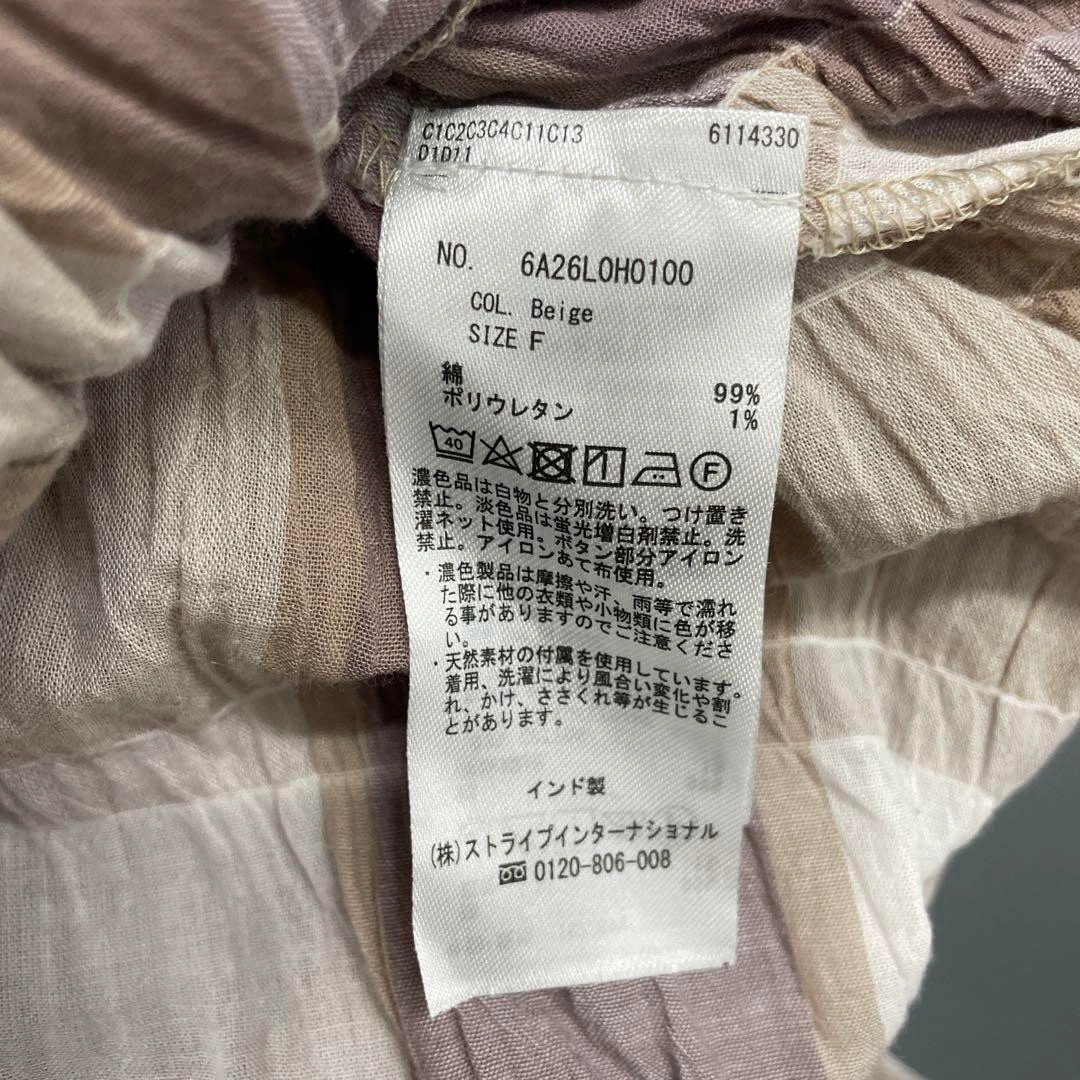 C1C2C3C4C11C13 6114330
D1D11
NO. 6A26L0H0100
COL. Beige
SIZE F
綿 99%
ポリウレタン 1%
40 F
濃色品は白物と分別洗い。つけ置き
禁止。淡色品は蛍光増白剤禁止。洗
濯ネット使用。ボタン部分アイロン
禁止。アイロンあて布使用。
・濃色製品は摩擦や汗、雨等で濡れ
た際に他の衣類や小物類に色が移
る事がありますのでご注意くださ
い。
・天然素材の付属を使用しています。
着用、洗濯により風合い変化や割
れ、かけ、ささくれ等が生じるこ
とがあります。
インド製
(株)ストライプインターナショナル
0120-806-008